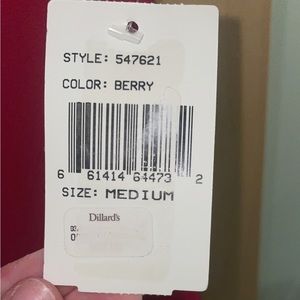 STYLE: 547621
COLOR: BERRY
6 61414 64473 2
SIZE: MEDIUM
Dillard's